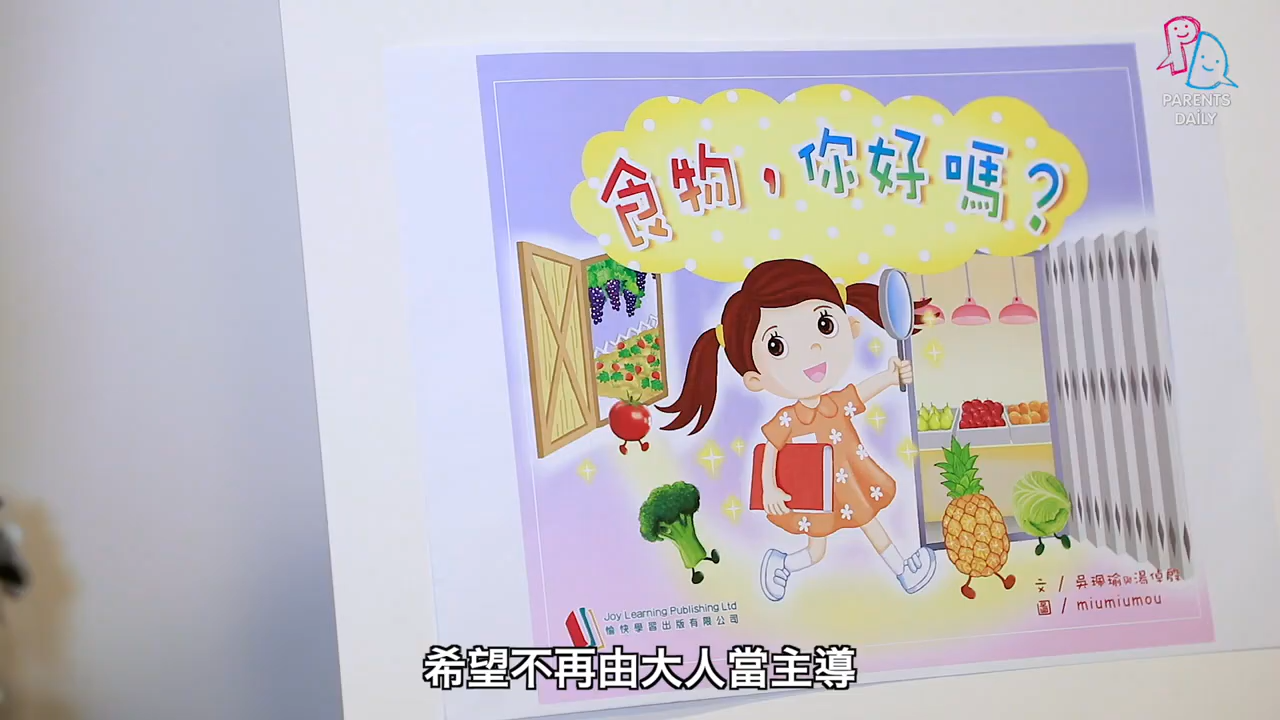 PARENTS
DAILY
食物，你好嗎？
文 / 吳珮瑜與湯倬殷
圖 / miumiumou
Joy Learning Publishing Ltd
愉快學習出版有限公司
希望不再由大人當主導